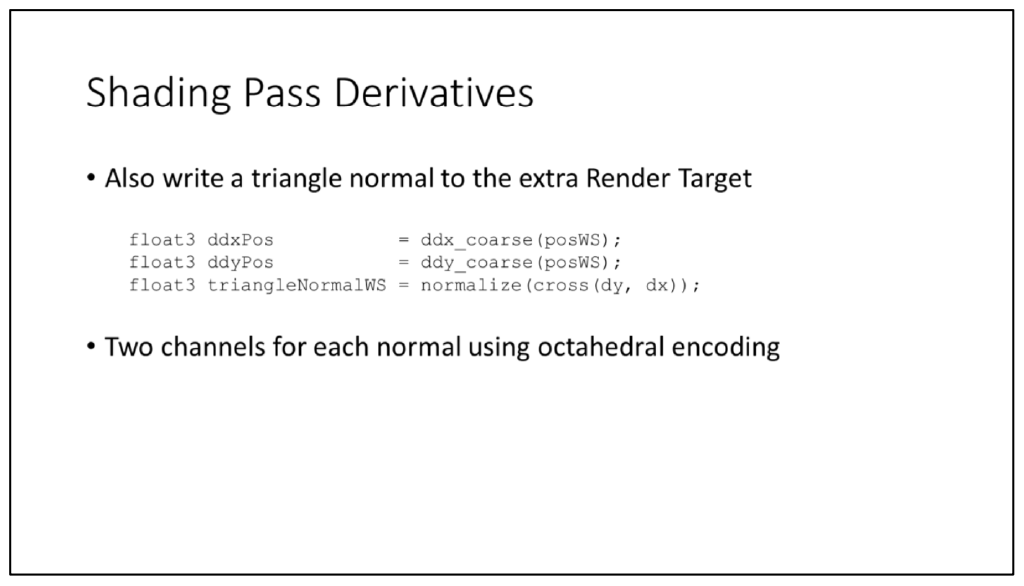 Shading Pass Derivatives
• Also write a triangle normal to the extra Render Target
float3 ddxPos = ddx_coarse(posWS);
float3 ddyPos = ddy_coarse(posWS);
float3 triangleNormalWS = normalize(cross(dy, dx));
• Two channels for each normal using octahedral encoding